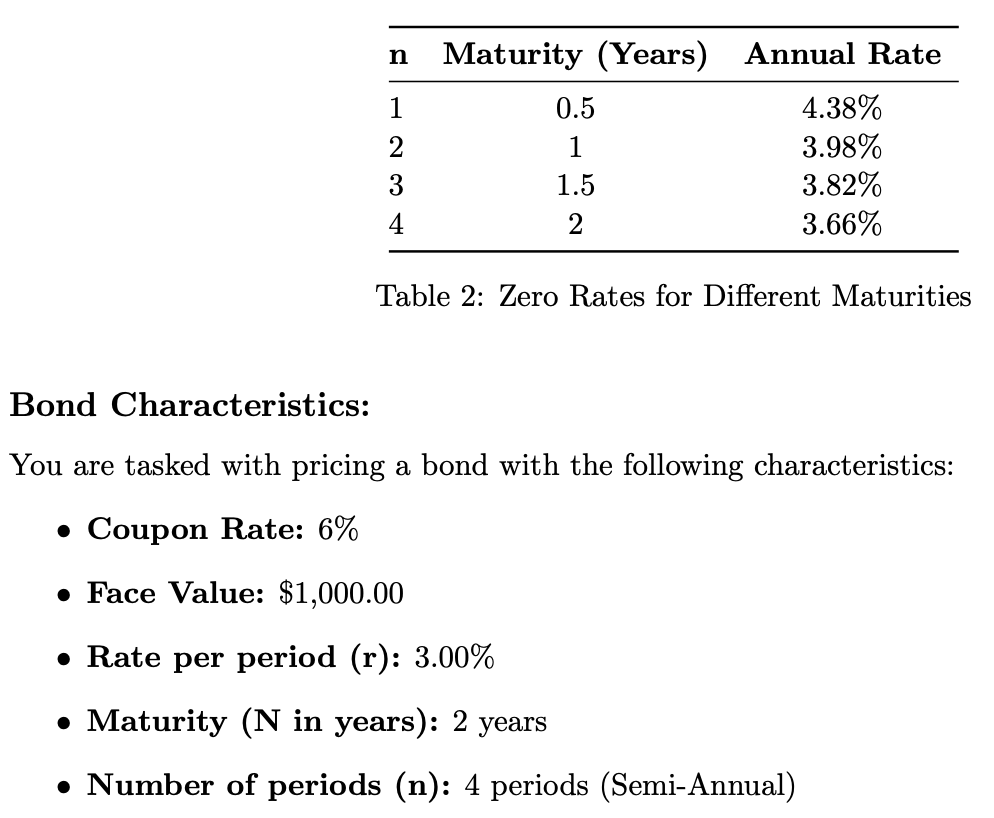 n Maturity (Years) Annual Rate
1 0.5 4.38%
2 1 3.98%
3 1.5 3.82%
4 2 3.66%
Table 2: Zero Rates for Different Maturities
Bond Characteristics:
You are tasked with pricing a bond with the following characteristics:
• Coupon Rate: 6%
• Face Value: $1,000.00
• Rate per period (r): 3.00%
• Maturity (N in years): 2 years
• Number of periods (n): 4 periods (Semi-Annual)